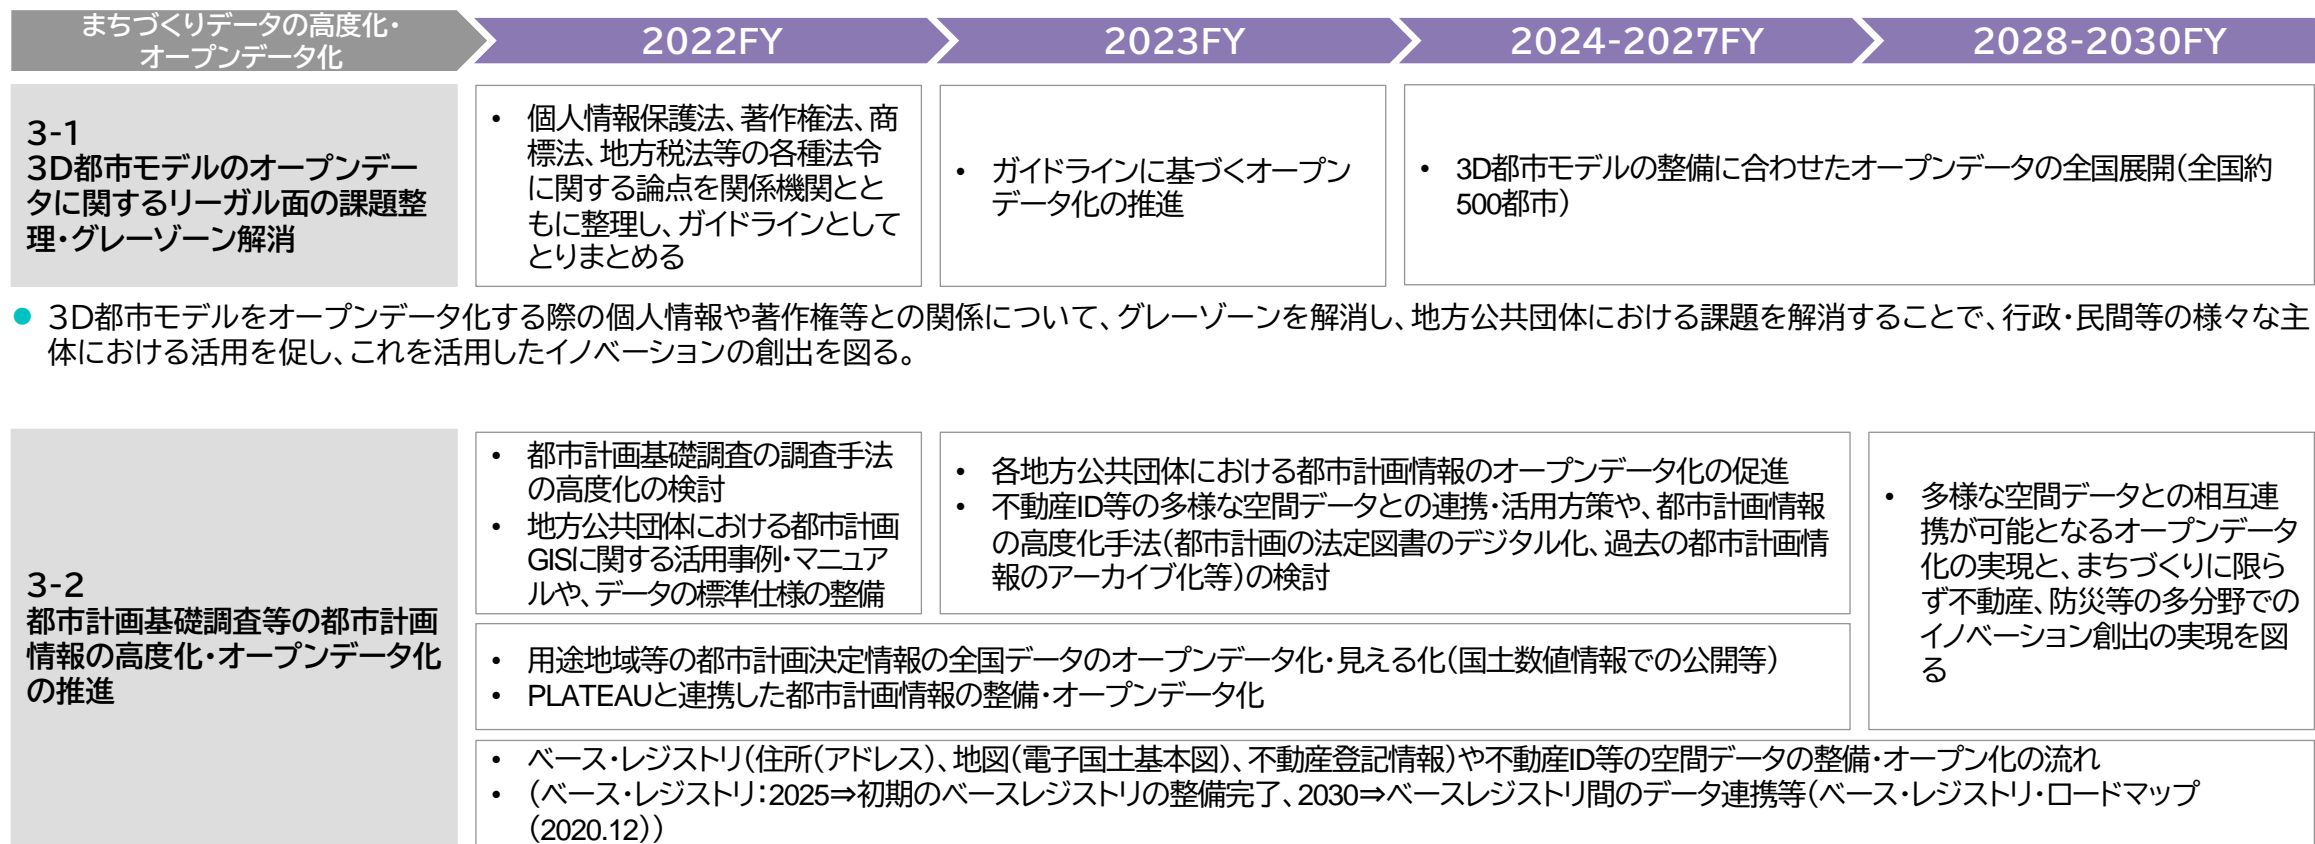 まちづくりデータの高度化・
オープンデータ化
2022FY
2023FY
2024-2027FY
2028-2030FY
3-1
3D都市モデルのオープンデー
タに関するリーガル面の課題整
理・グレーゾーン解消
• 個人情報保護法、著作権法、商
標法、地方税法等の各種法令
に関する論点を関係機関とと
もに整理し、ガイドラインとして
とりまとめる
• ガイドラインに基づくオープン
データ化の推進
• 3D都市モデルの整備に合わせたオープンデータの全国展開（全国約
500都市）
● 3D都市モデルをオープンデータ化する際の個人情報や著作権等との関係について、グレーゾーンを解消し、地方公共団体における課題を解消することで、行政・民間等の様々な主
体における活用を促し、これを活用したイノベーションの創出を図る。
3-2
都市計画基礎調査等の都市計画
情報の高度化・オープンデータ化
の推進
• 都市計画基礎調査の調査手法
の高度化の検討
• 地方公共団体における都市計画
GISに関する活用事例・マニュア
ルや、データの標準仕様の整備
• 各地方公共団体における都市計画情報のオープンデータ化の促進
• 不動産ID等の多様な空間データとの連携・活用方策や、都市計画情報
の高度化手法（都市計画の法定図書のデジタル化、過去の都市計画情
報のアーカイブ化等）の検討
• 多様な空間データとの相互連
携が可能となるオープンデータ
化の実現と、まちづくりに限ら
ず不動産、防災等の多分野での
イノベーション創出の実現を図
る
• 用途地域等の都市計画決定情報の全国データのオープンデータ化・見える化（国土数値情報での公開等）
• PLATEAUと連携した都市計画情報の整備・オープンデータ化
• ベース・レジストリ（住所（アドレス）、地図（電子国土基本図）、不動産登記情報）や不動産ID等の空間データの整備・オープン化の流れ
• （ベース・レジストリ：2025⇒初期のベースレジストリの整備完了、2030⇒ベースレジストリ間のデータ連携等（ベース・レジストリ・ロードマップ
（2020.12））